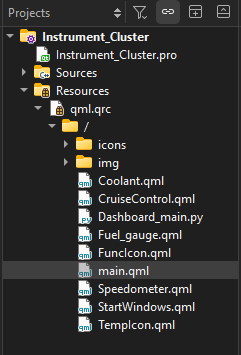 Projects
Instrument_Cluster
Instrument_Cluster.pro
Sources
Resources
qml.qrc
/
icons
img
Coolant.qml
CruiseControl.qml
Dashboard_main.py
Fuel_gauge.qml
FuncIcon.qml
main.qml
Speedometer.qml
StartWindows.qml
TempIcon.qml